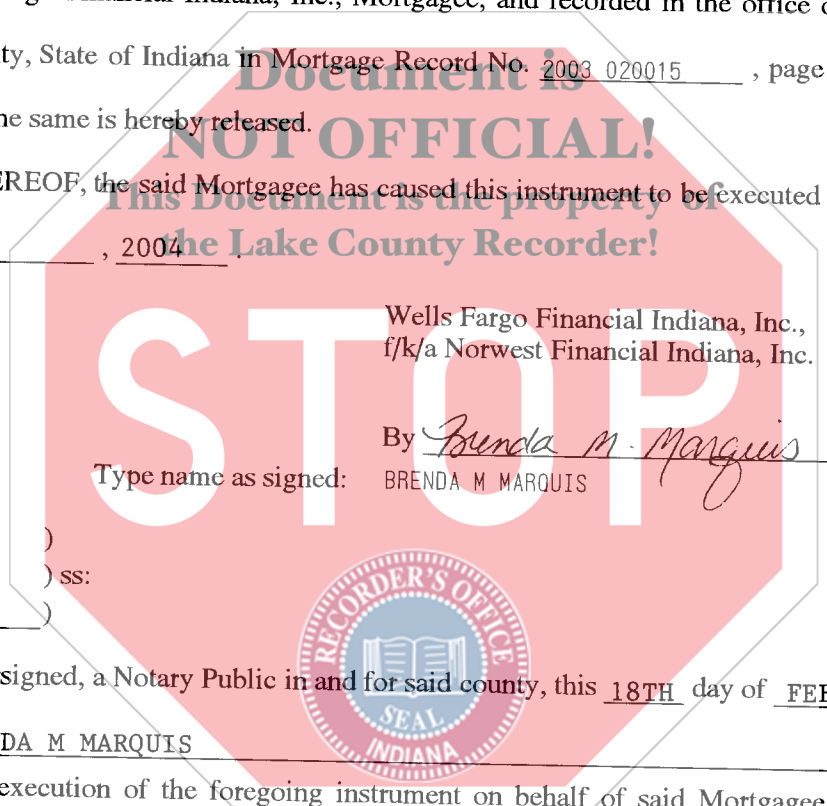 Financial Indiana, Inc., Mortgagee, and recorded in the office
ty, State of Indiana in Mortgage Record No. 2003 020015 , page
Document is
he same is hereby released.
NOT OFFICIAL!
EREOF, the said Mortgagee has caused this instrument to be executed
This Document is the property of
, 2004 .
the Lake County Recorder!
STOP
Wells Fargo Financial Indiana, Inc.,
f/k/a Norwest Financial Indiana, Inc.
By Brenda M. Marquis
Type name as signed: BRENDA M MARQUIS
)
) ss:
)
RECORDER'S OFFICE
SEAL
INDIANA
signed, a Notary Public in and for said county, this 18TH day of FE
DA M MARQUIS
execution of the foregoing instrument on behalf of said Mortgagee